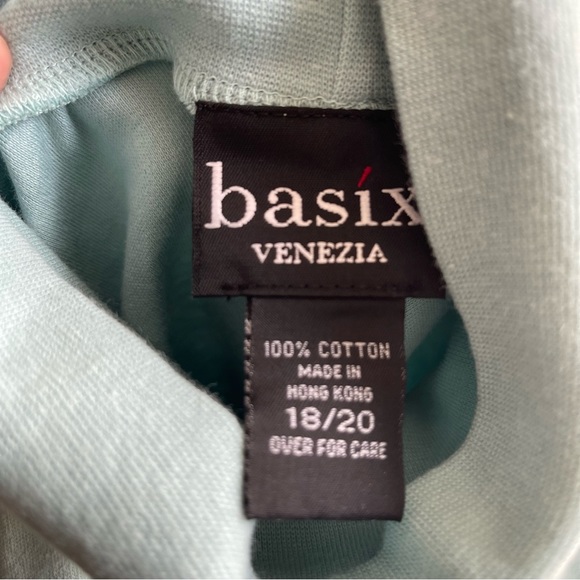 basíx
VENEZIA
100% COTTON
MADE IN
HONG KONG
18/20
OVER FOR CARE